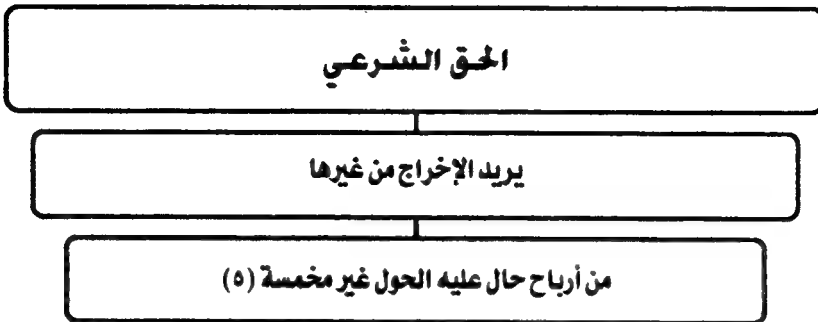 الحق الشرعي
يريد الإخراج من غيرها
من أرباح حال عليه الحول غير مخمسة (٥)